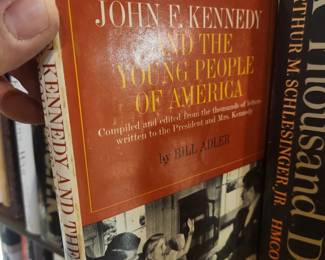 JOHN F. KENNEDY
AND THE
YOUNG PEOPLE
OF AMERICA
Compiled and edited from the thousands of letters
written to the President and Mrs. Kennedy
by BILL ADLER
KENNEDY AND THE
Thousand D
THUR M. SCHLESINGER, JR. HMCO